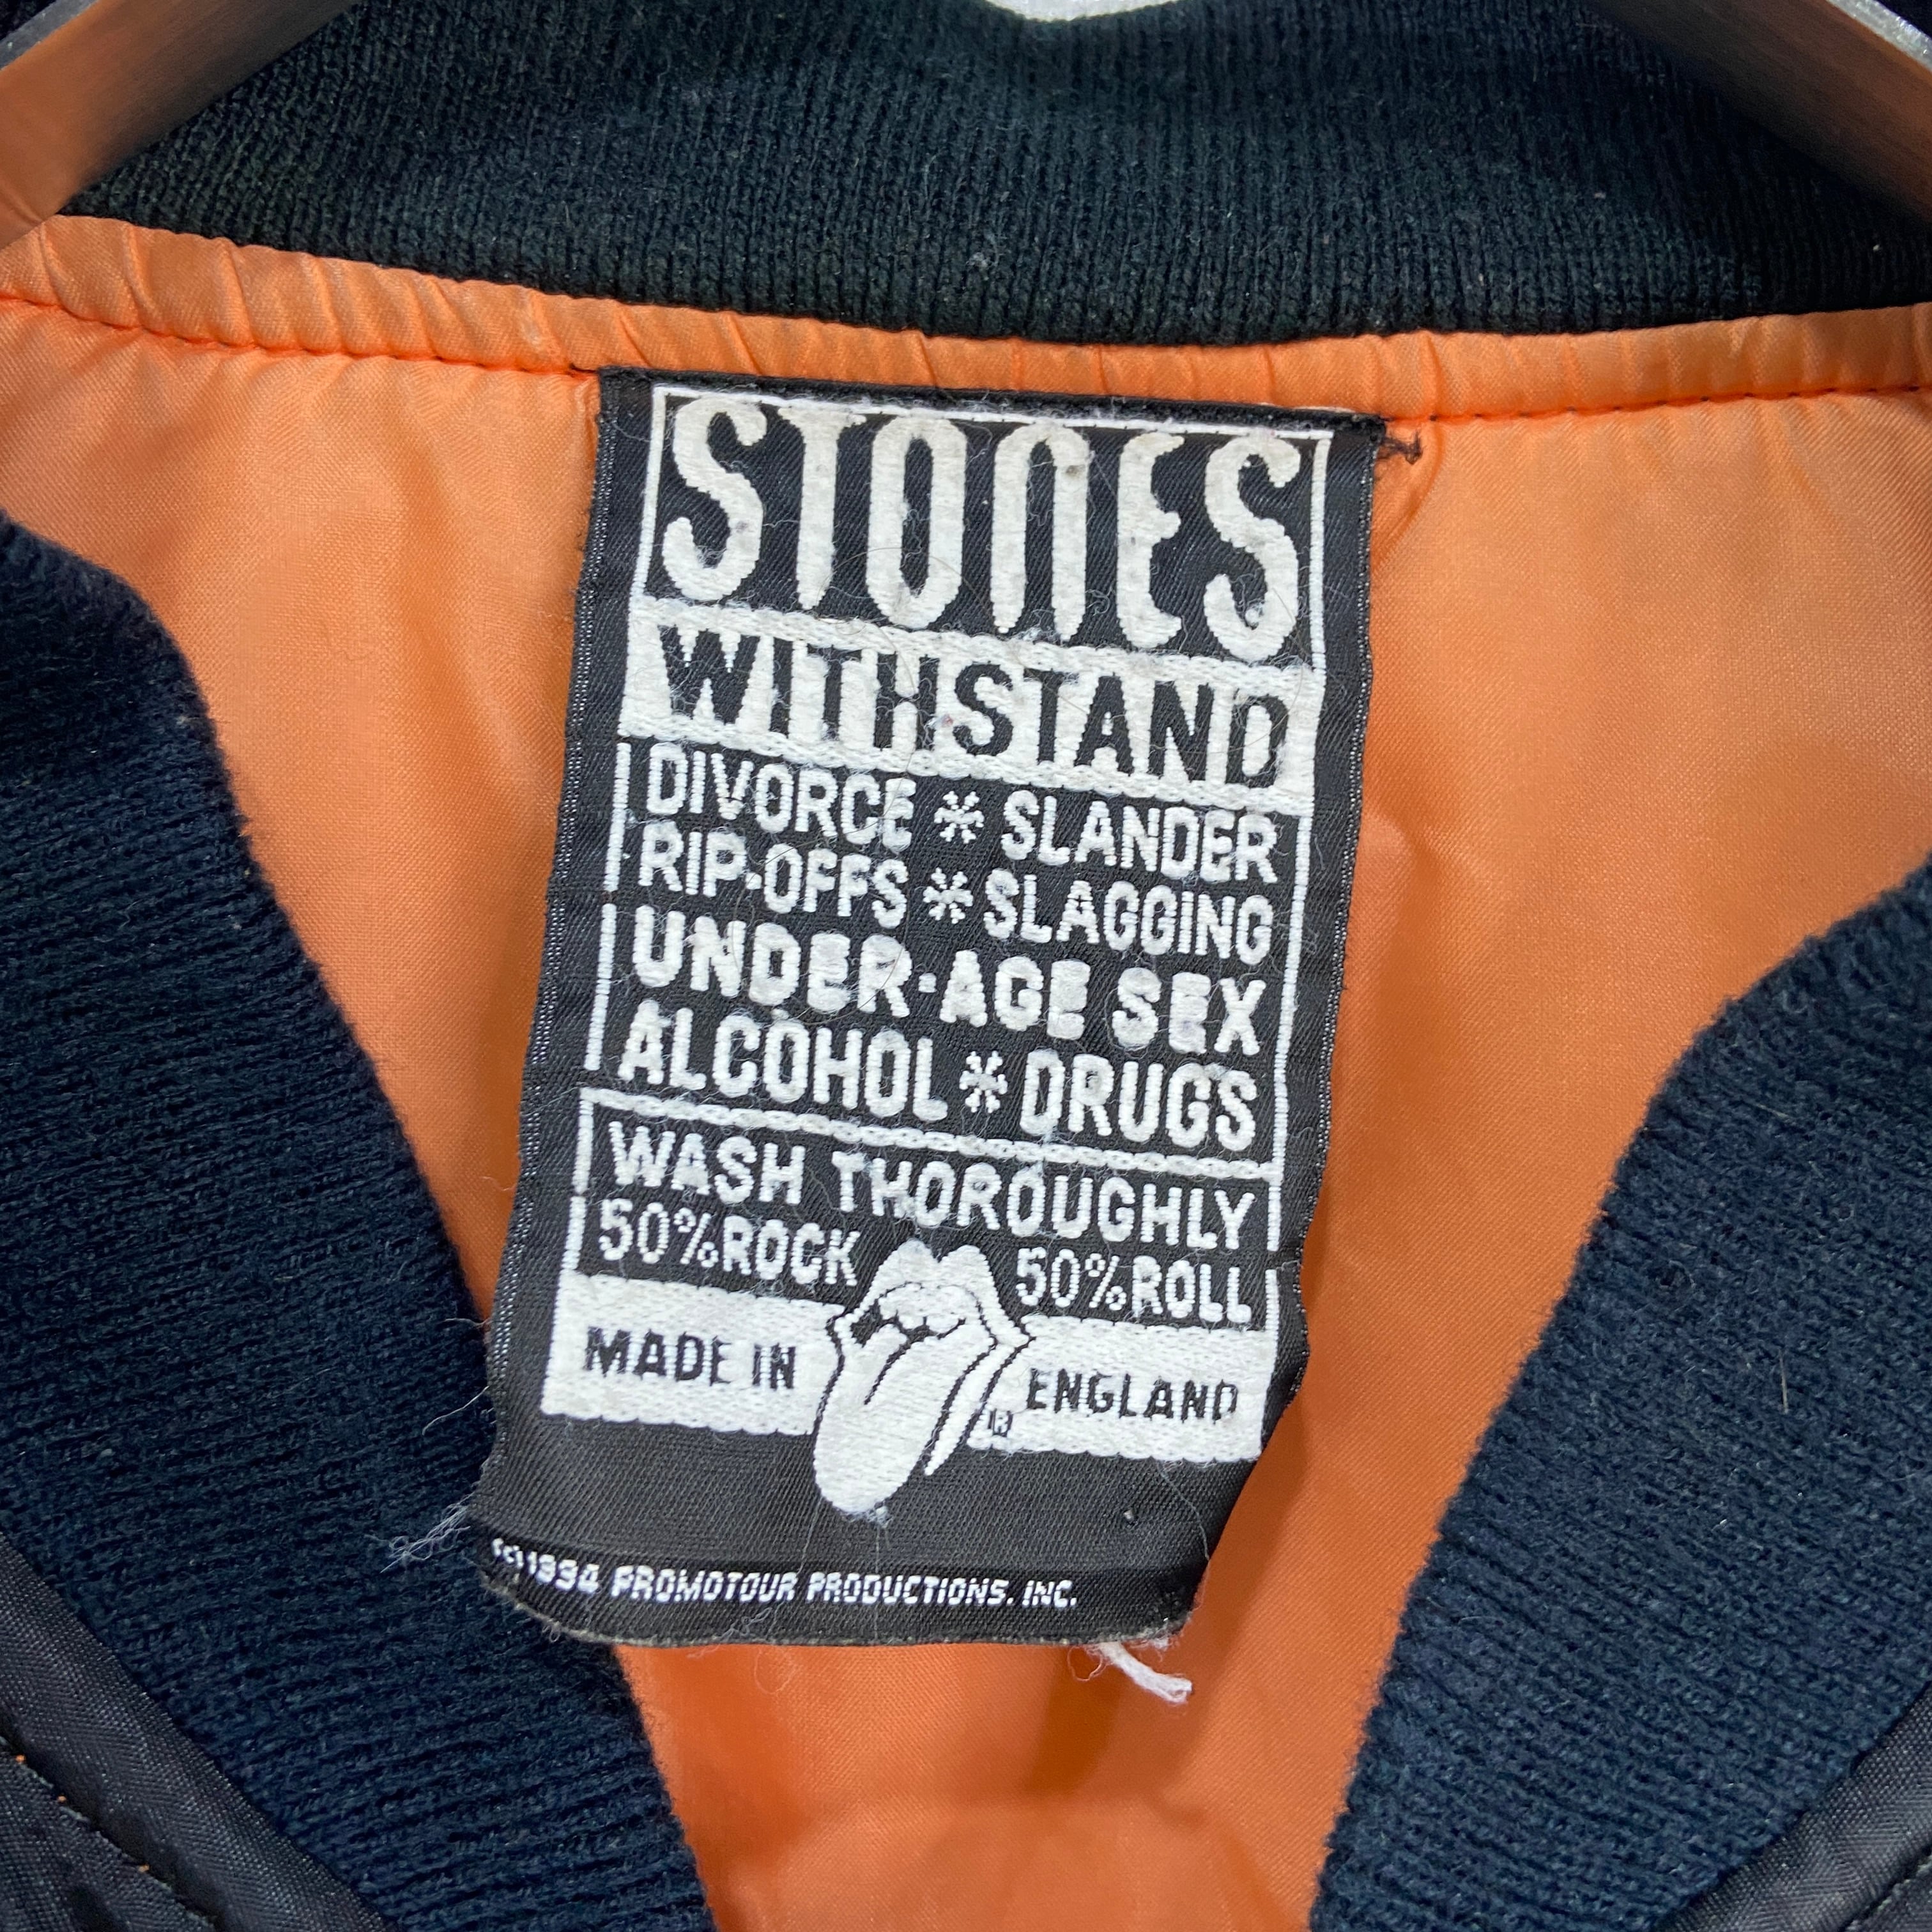 STONES
WITHSTAND
DIVORCE * SLANDER
RIP-OFFS * SLAGGING
UNDER-AGE SEX
ALCOHOL * DRUGS
WASH THOROUGHLY
50% ROCK 50% ROLL
MADE IN ENGLAND
®
(c) 1994 PROMOTOUR PRODUCTIONS, INC.